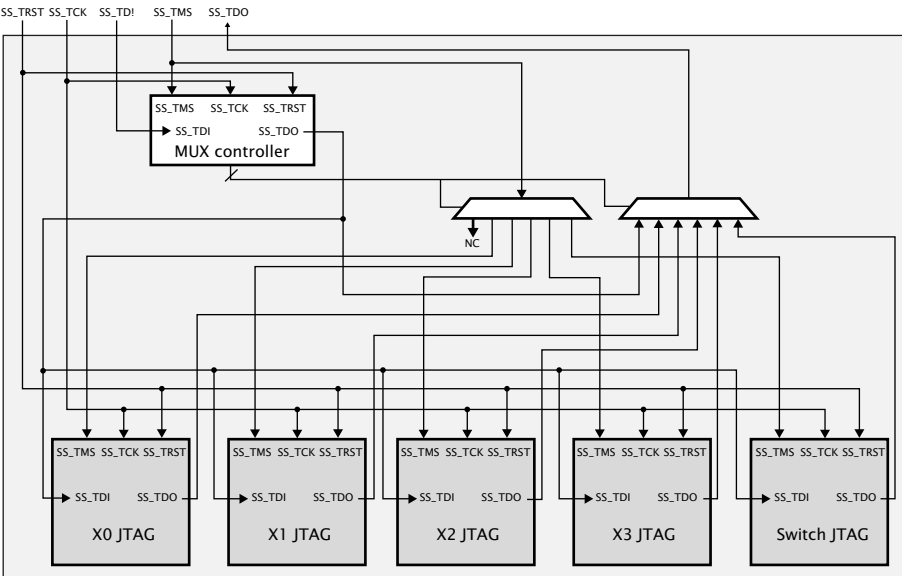 SS_TRST SS_TCK SS_TD! SS_TMS SS_TDO
SS_TMS SS_TCK SS_TRST
SS_TDI SS_TDO
MUX controller
NC
SS_TMS SS_TCK SS_TRST SS_TMS SS_TCK SS_TRST SS_TMS SS_TCK SS_TRST SS_TMS SS_TCK SS_TRST SS_TMS SS_TCK SS_TRST
SS_TDI SS_TDO SS_TDI SS_TDO SS_TDI SS_TDO SS_TDI SS_TDO SS_TDI SS_TDO
X0 JTAG X1 JTAG X2 JTAG X3 JTAG Switch JTAG